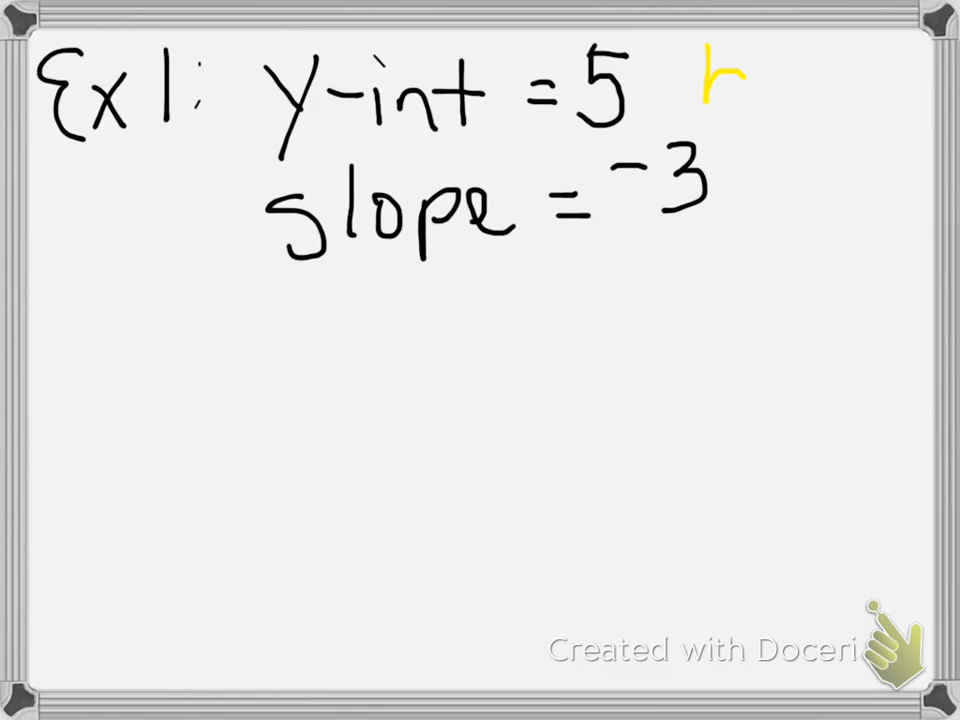 Ex 1: y-int = 5 r
slope = -3
Created with Doceri